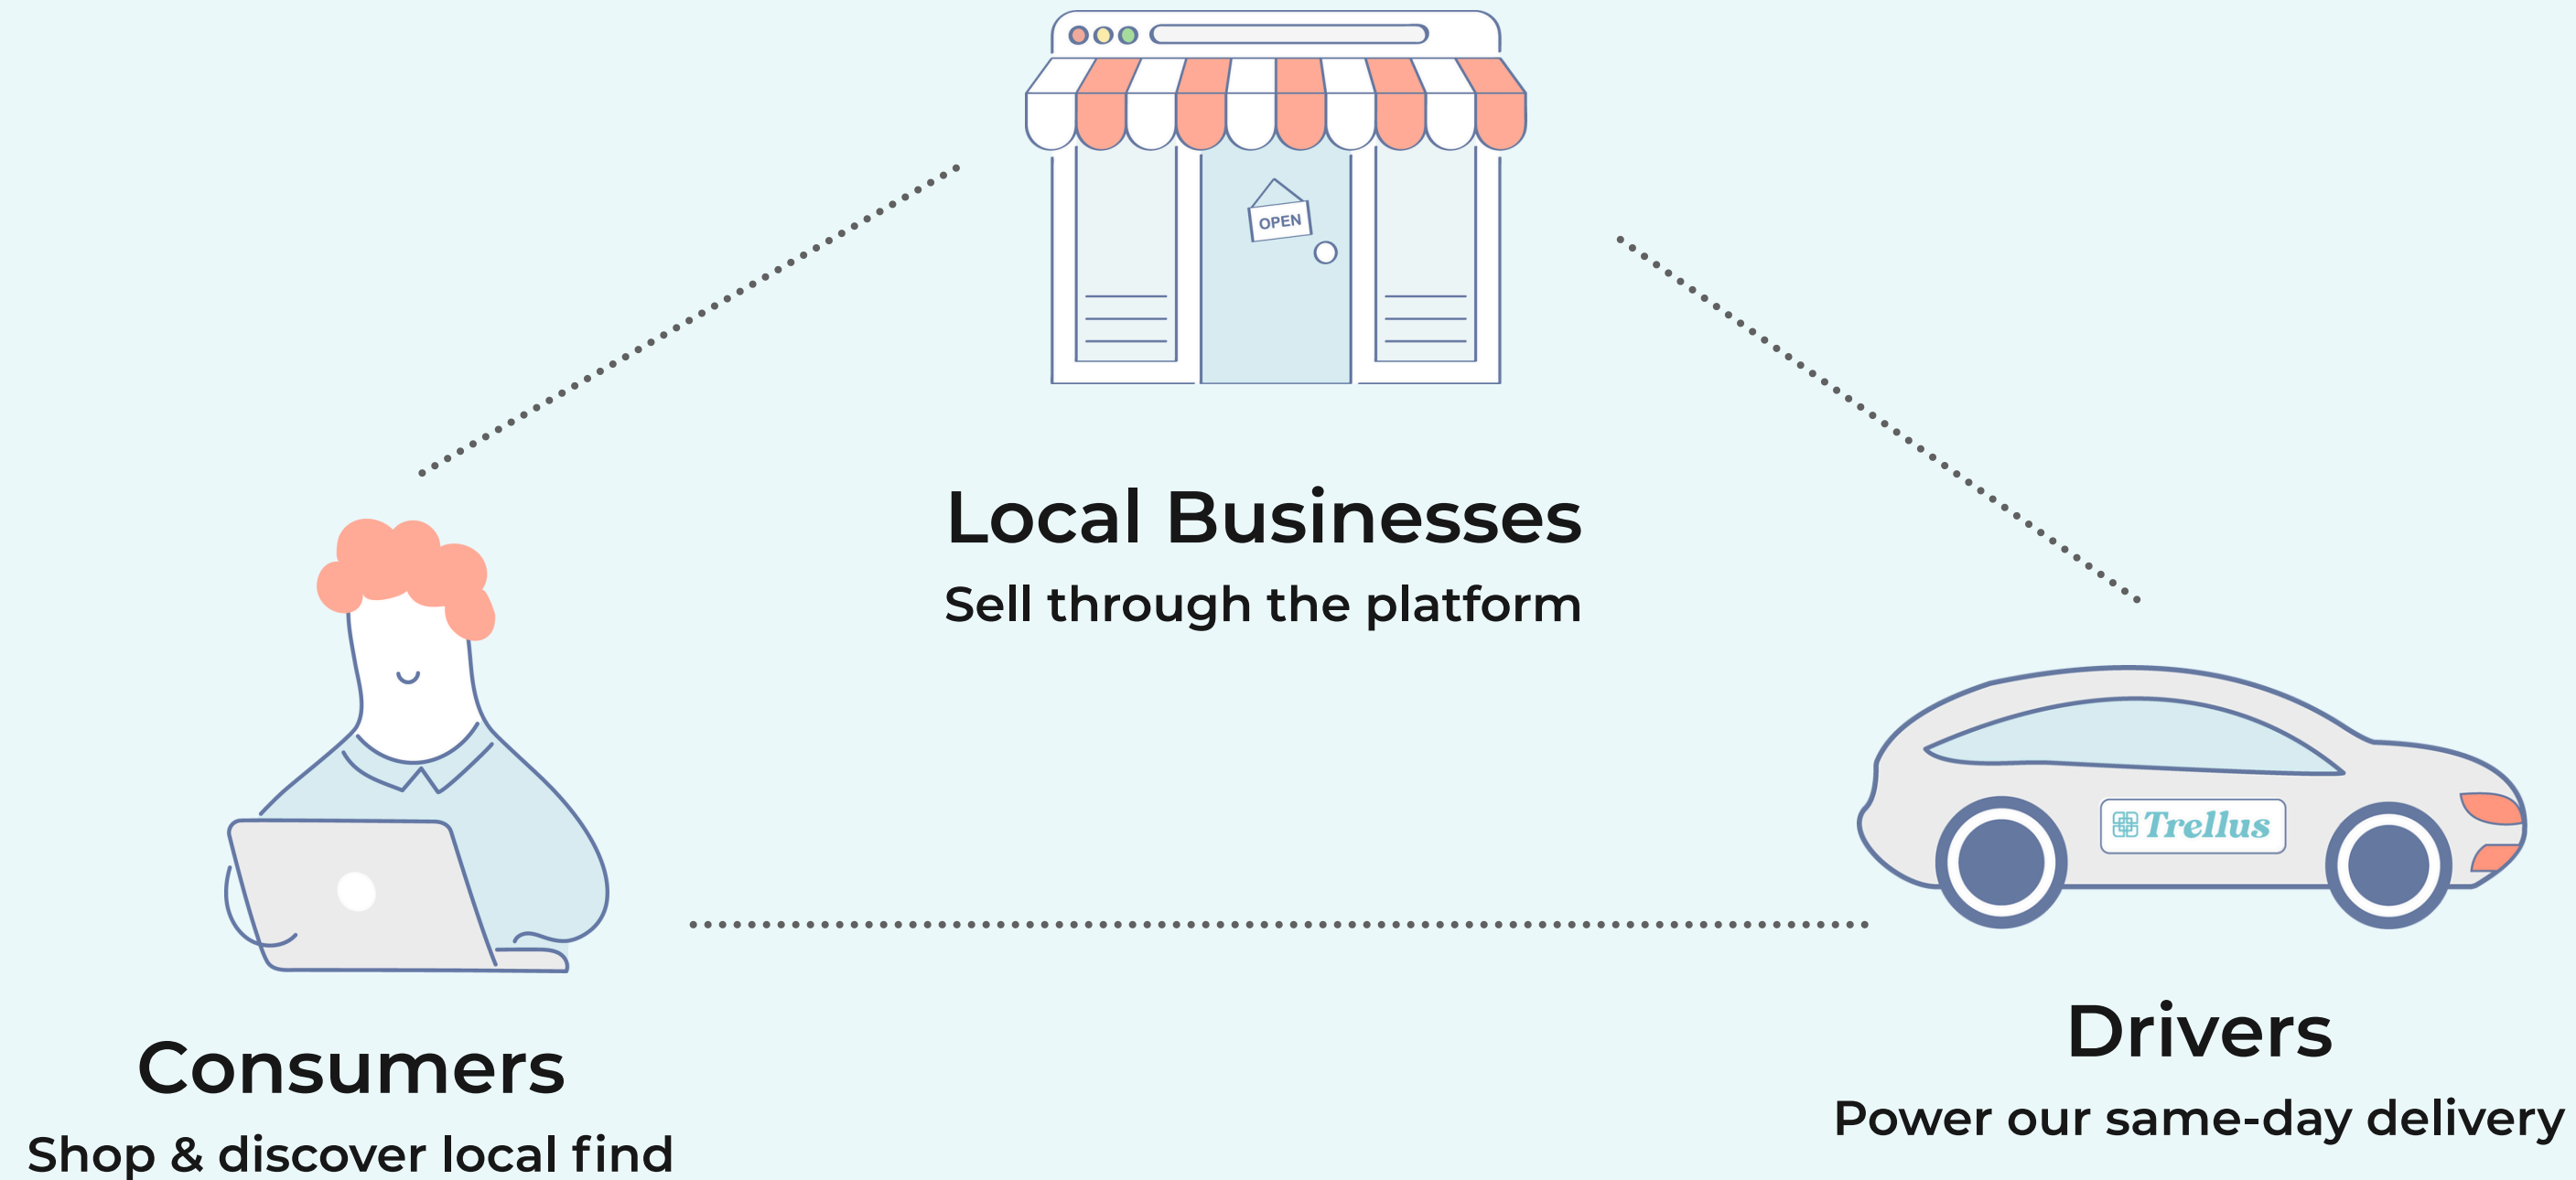 OPEN
Local Businesses
Sell through the platform
Trellus
Consumers
Shop & discover local find
Drivers
Power our same-day delivery